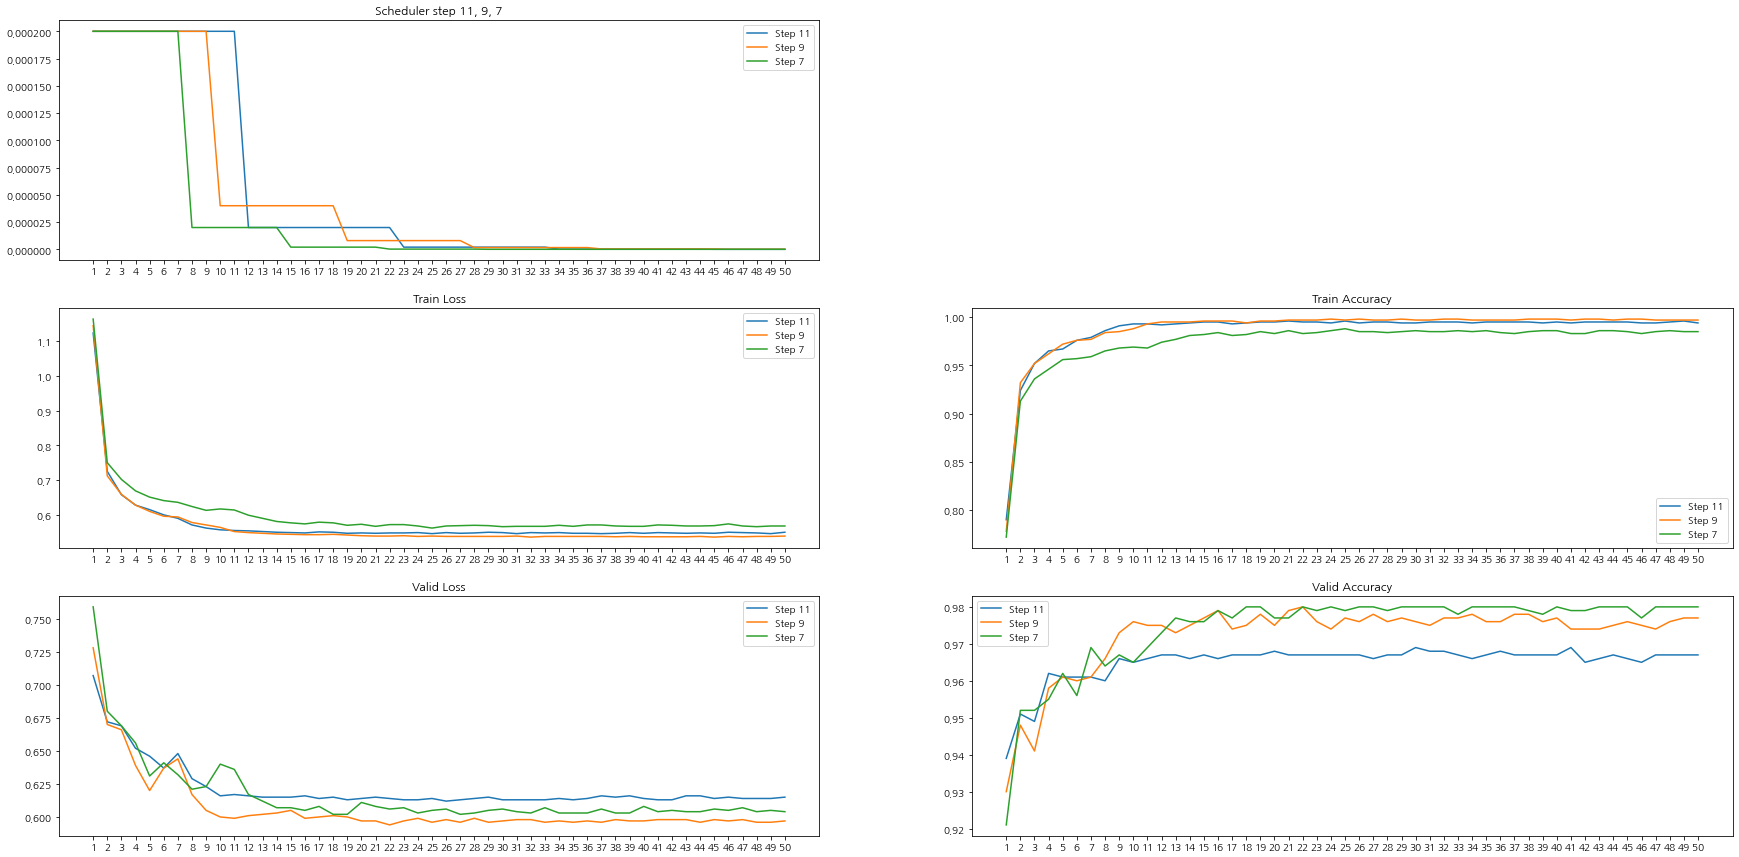 Scheduler step 11, 9, 7
0.000200
0.000175
0.000150
0.000125
0.000100
0.000075
0.000050
0.000025
0.000000
Step 11
Step 9
Step 7
1 2 3 4 5 6 7 8 9 10 11 12 13 14 15 16 17 18 19 20 21 22 23 24 25 26 27 28 29 30 31 32 33 34 35 36 37 38 39 40 41 42 43 44 45 46 47 48 49 50
Train Loss
1.1
1.0
0.9
0.8
0.7
0.6
Step 11
Step 9
Step 7
1 2 3 4 5 6 7 8 9 10 11 12 13 14 15 16 17 18 19 20 21 22 23 24 25 26 27 28 29 30 31 32 33 34 35 36 37 38 39 40 41 42 43 44 45 46 47 48 49 50
Train Accuracy
1.00
0.95
0.90
0.85
0.80
Step 11
Step 9
Step 7
1 2 3 4 5 6 7 8 9 10 11 12 13 14 15 16 17 18 19 20 21 22 23 24 25 26 27 28 29 30 31 32 33 34 35 36 37 38 39 40 41 42 43 44 45 46 47 48 49 50
Valid Loss
0.750
0.725
0.700
0.675
0.650
0.625
0.600
Step 11
Step 9
Step 7
1 2 3 4 5 6 7 8 9 10 11 12 13 14 15 16 17 18 19 20 21 22 23 24 25 26 27 28 29 30 31 32 33 34 35 36 37 38 39 40 41 42 43 44 45 46 47 48 49 50
Valid Accuracy
0.98
0.97
0.96
0.95
0.94
0.93
0.92
Step 11
Step 9
Step 7
1 2 3 4 5 6 7 8 9 10 11 12 13 14 15 16 17 18 19 20 21 22 23 24 25 26 27 28 29 30 31 32 33 34 35 36 37 38 39 40 41 42 43 44 45 46 47 48 49 50